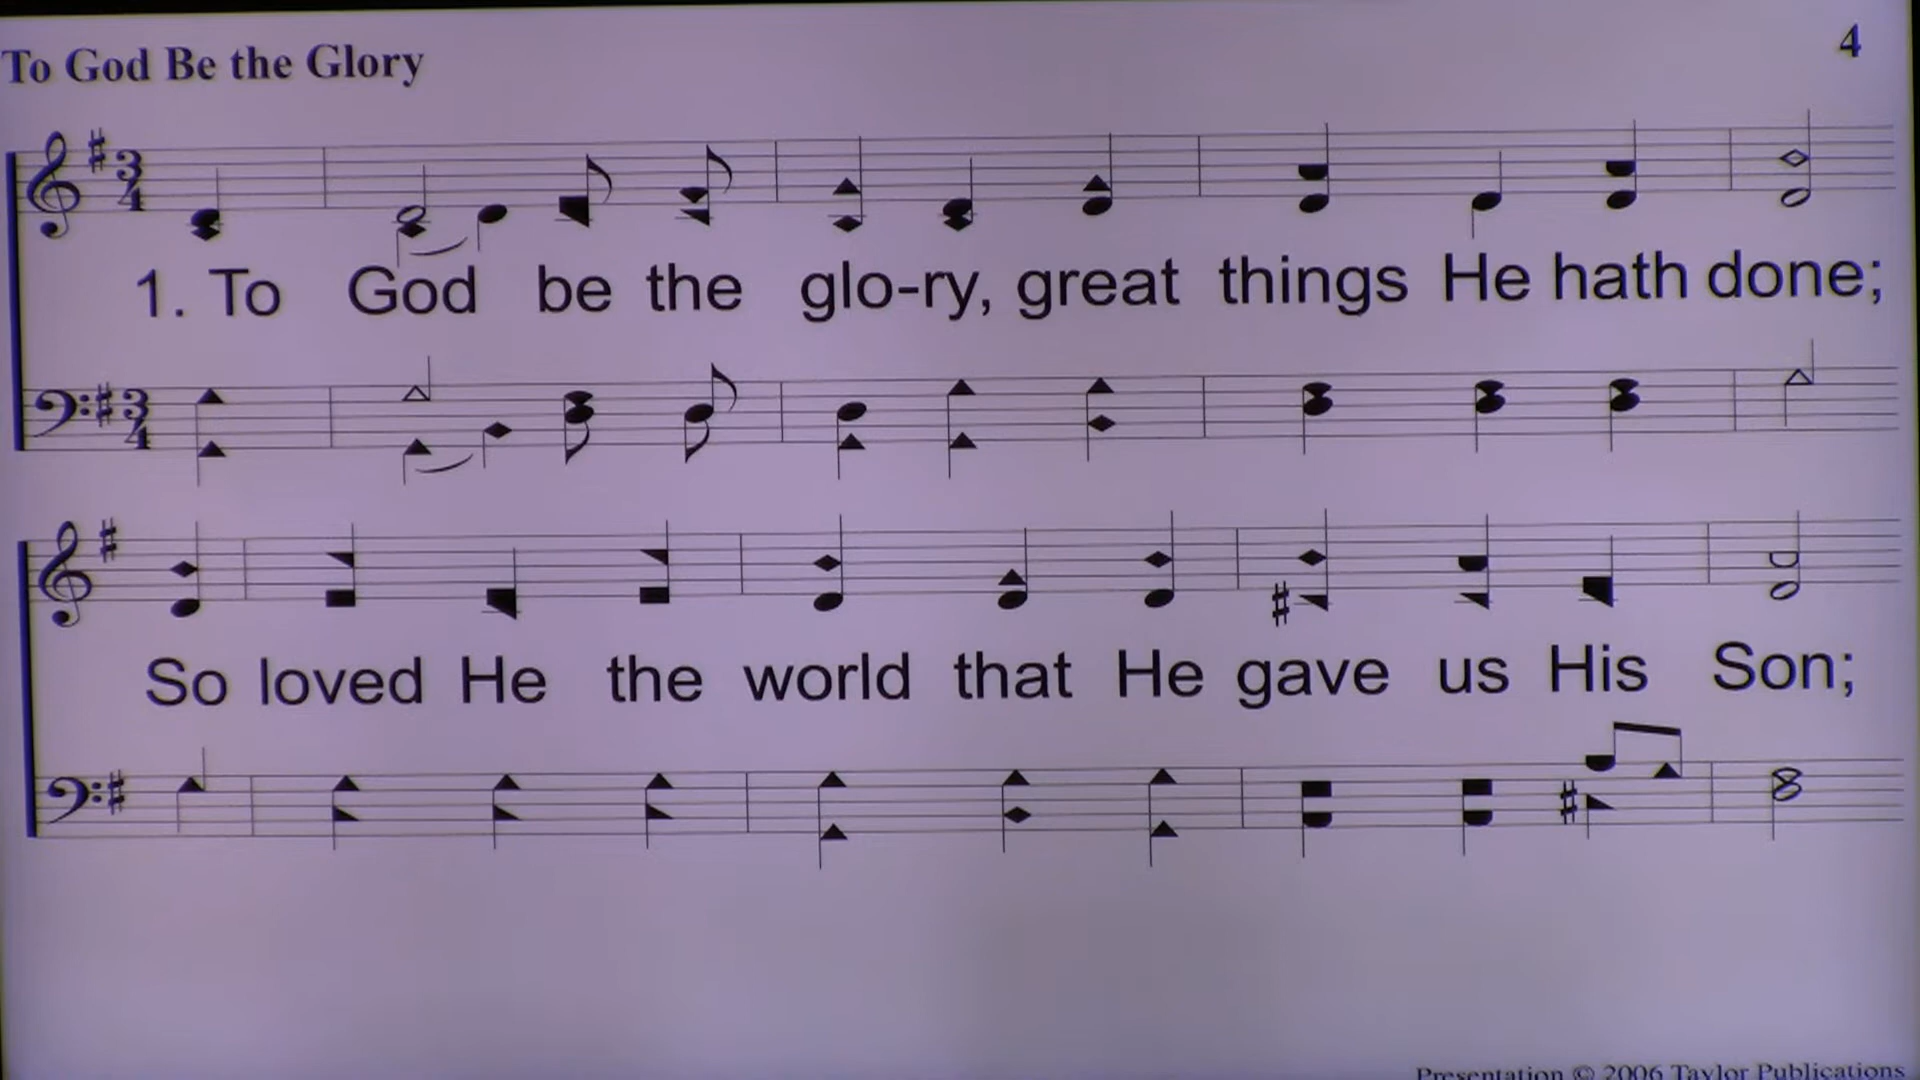 To God Be the Glory
4
1. To God be the glo-ry, great things He hath done;
So loved He the world that He gave us His Son;
Presentation © 2006 Taylor Publications